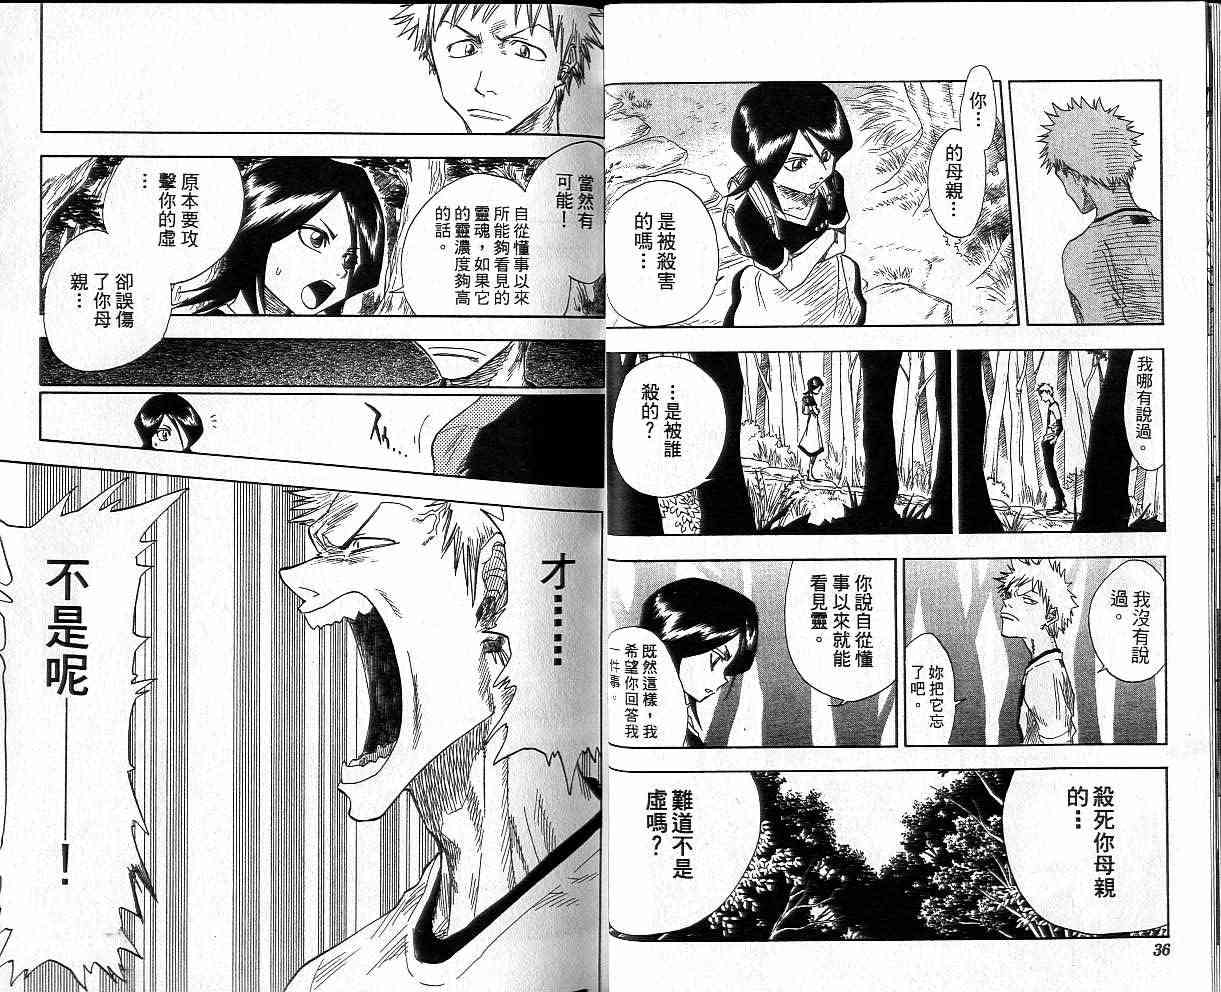 你…
的母親…
是被殺害
的嗎…
我哪有說過。
…是被誰
殺的？
我沒有說
過。
妳把它忘
了吧。
你說自從懂
事以來就能
看見靈。
既然這樣，我
希望你回答我
一件事。
殺死你母親
的…
難道不是
虛嗎？
36
當然有
可能！
自從懂事以來
所能夠看見的
靈魂，如果它
的靈濃度夠高
的話。
原本要攻
擊你的虛
…
卻誤傷
了你母
親…
才……
不是呢——！